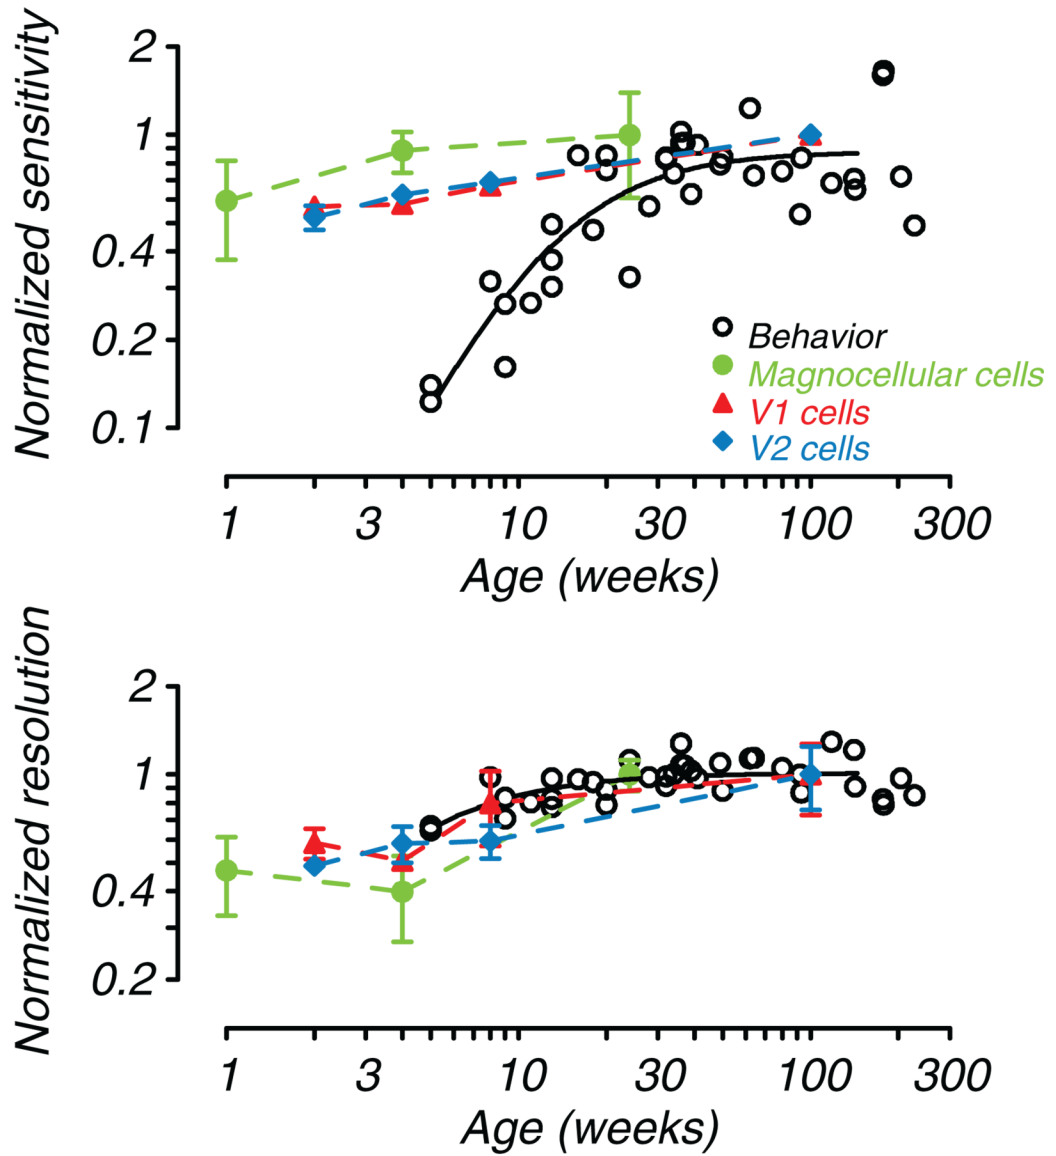 Normalized sensitivity
2
1
0.4
0.2
0.1
Behavior
Magnocellular cells
V1 cells
V2 cells
1 3 10 30 100 300
Age (weeks)
Normalized resolution
2
1
0.4
0.2
1 3 10 30 100 300
Age (weeks)